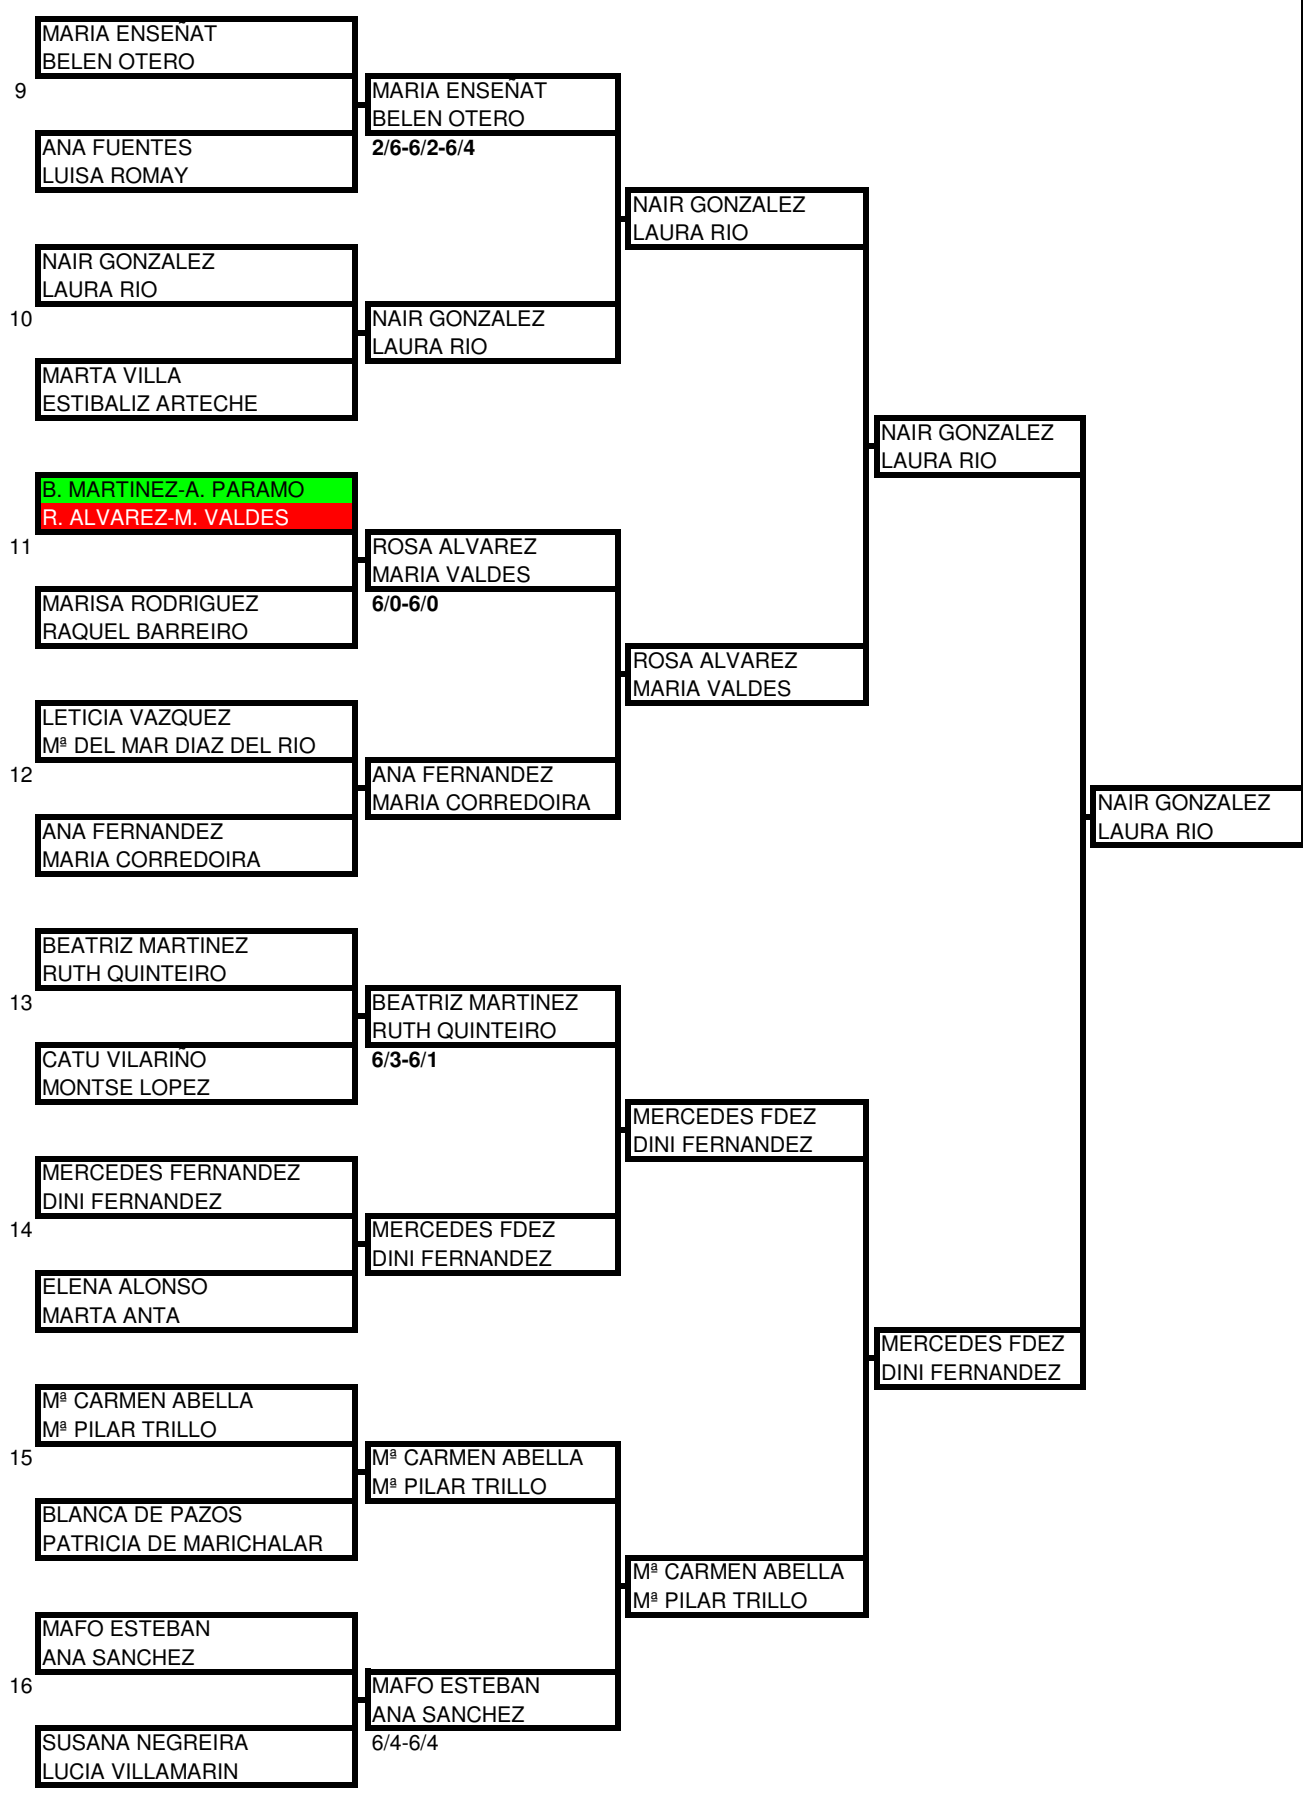 MARIA ENSEÑAT
BELEN OTERO
9
ANA FUENTES
LUISA ROMAY
NAIR GONZALEZ
LAURA RIO
10
MARTA VILLA
ESTIBALIZ ARTECHE
B. MARTINEZ-A. PARAMO
R. ALVAREZ-M. VALDES
11
MARISA RODRIGUEZ
RAQUEL BARREIRO
LETICIA VAZQUEZ
Mª DEL MAR DIAZ DEL RIO
12
ANA FERNANDEZ
MARIA CORREDOIRA
BEATRIZ MARTINEZ
RUTH QUINTEIRO
13
CATU VILARIÑO
MONTSE LOPEZ
MERCEDES FERNANDEZ
DINI FERNANDEZ
14
ELENA ALONSO
MARTA ANTA
Mª CARMEN ABELLA
Mª PILAR TRILLO
15
BLANCA DE PAZOS
PATRICIA DE MARICHALAR
MAFO ESTEBAN
ANA SANCHEZ
16
SUSANA NEGREIRA
LUCIA VILLAMARIN
MARIA ENSEÑAT
BELEN OTERO
2/6-6/2-6/4
NAIR GONZALEZ
LAURA RIO
ROSA ALVAREZ
MARIA VALDES
6/0-6/0
ANA FERNANDEZ
MARIA CORREDOIRA
BEATRIZ MARTINEZ
RUTH QUINTEIRO
6/3-6/1
MERCEDES FDEZ
DINI FERNANDEZ
Mª CARMEN ABELLA
Mª PILAR TRILLO
MAFO ESTEBAN
ANA SANCHEZ
6/4-6/4
NAIR GONZALEZ
LAURA RIO
ROSA ALVAREZ
MARIA VALDES
MERCEDES FDEZ
DINI FERNANDEZ
Mª CARMEN ABELLA
Mª PILAR TRILLO
NAIR GONZALEZ
LAURA RIO
MERCEDES FDEZ
DINI FERNANDEZ
NAIR GONZALEZ
LAURA RIO